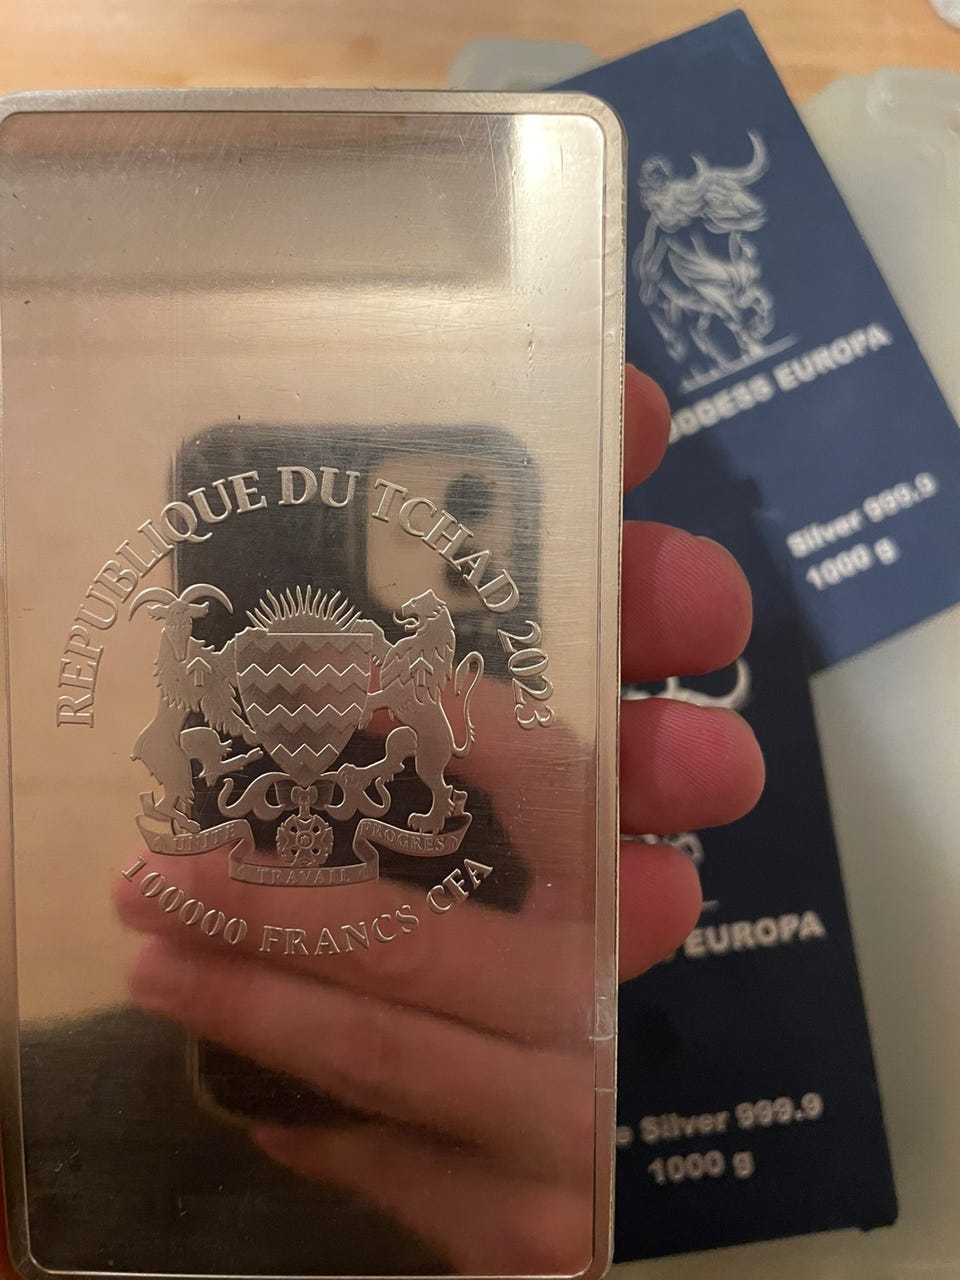 REPUBLIQUE DU TCHAD 2023
UNITE
PROGRES
TRAVAIL
100000 FRANCS CFA
GODDESS EUROPA
Silver 999.9
1000 g
EUROPA
e Silver 999.9
1000 g